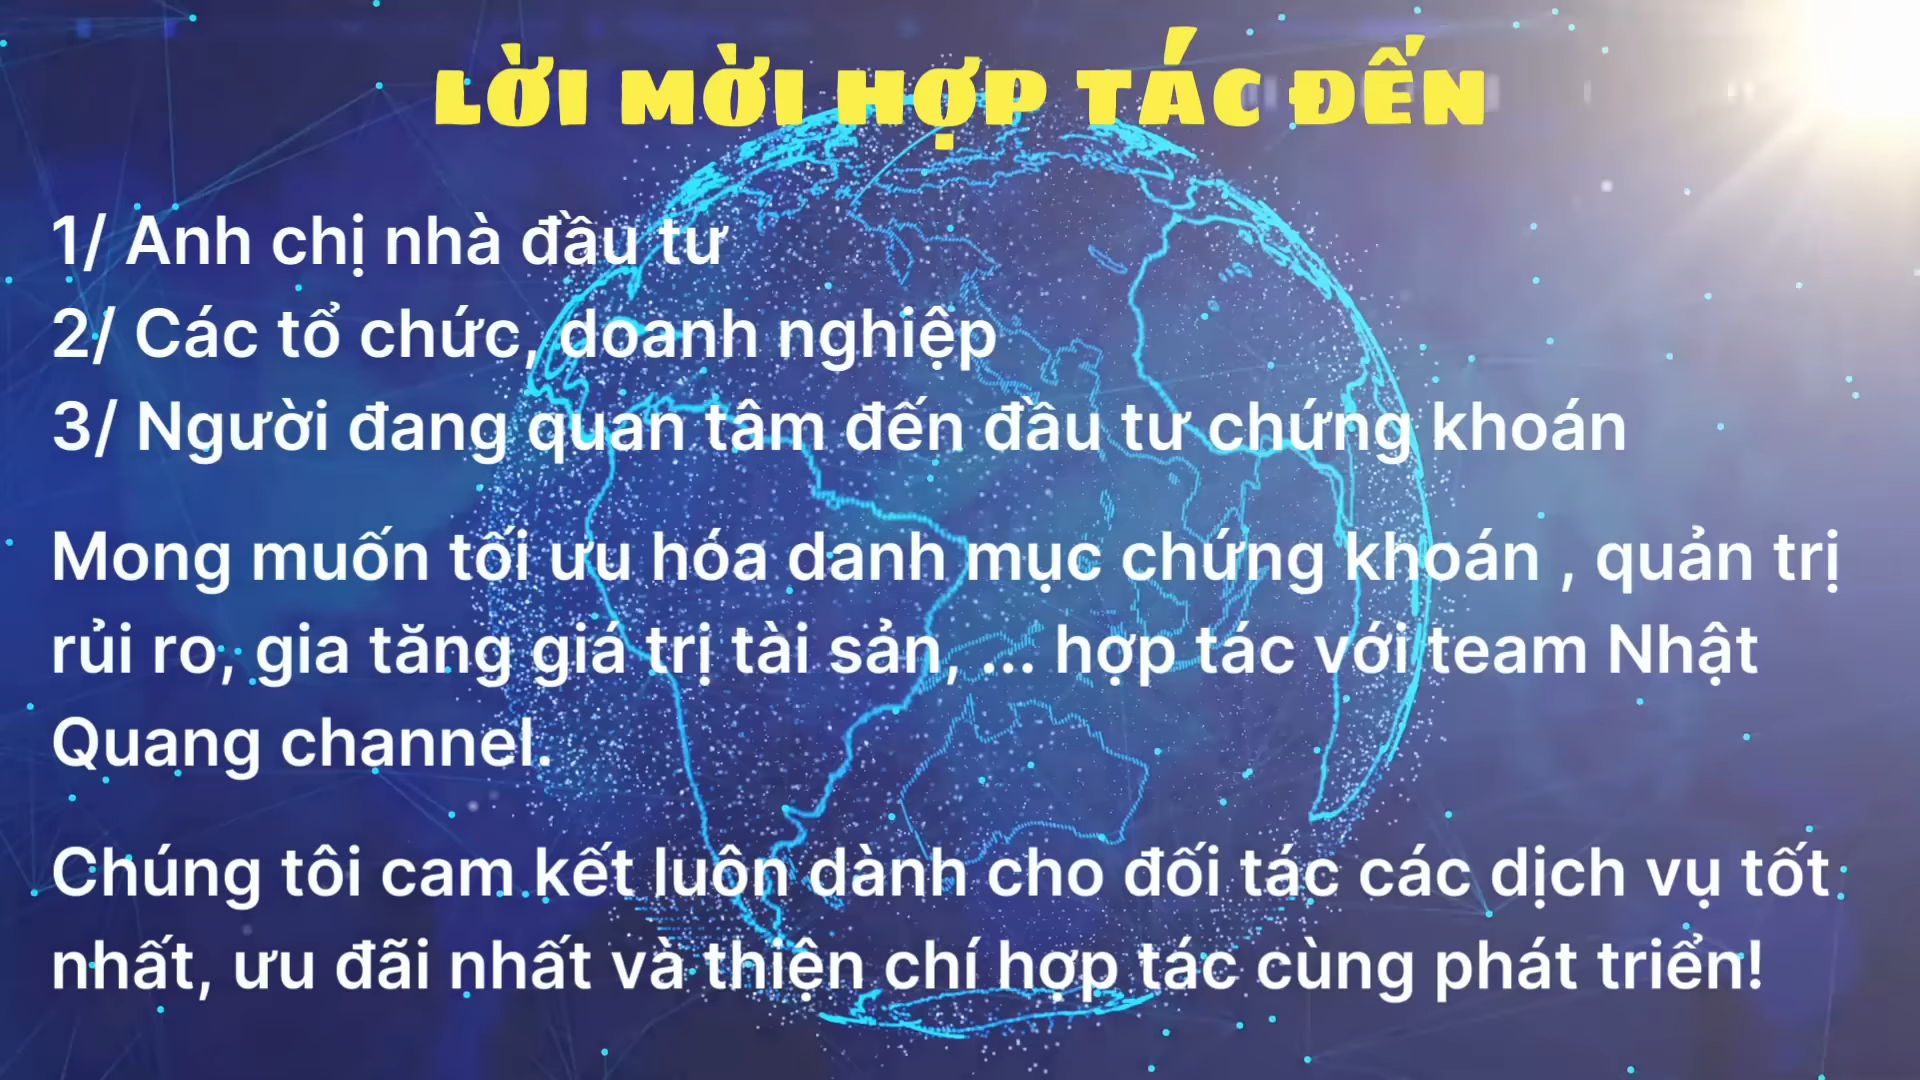 LỜI MỜI HỢP TÁC ĐẾN
1/ Anh chị nhà đầu tư
2/ Các tổ chức, doanh nghiệp
3/ Người đang quan tâm đến đầu tư chứng khoán
Mong muốn tối ưu hóa danh mục chứng khoán , quản trị
rủi ro, gia tăng giá trị tài sản, ... hợp tác với team Nhật
Quang channel.
Chúng tôi cam kết luôn dành cho đối tác các dịch vụ tốt
nhất, ưu đãi nhất và thiện chí hợp tác cùng phát triển!